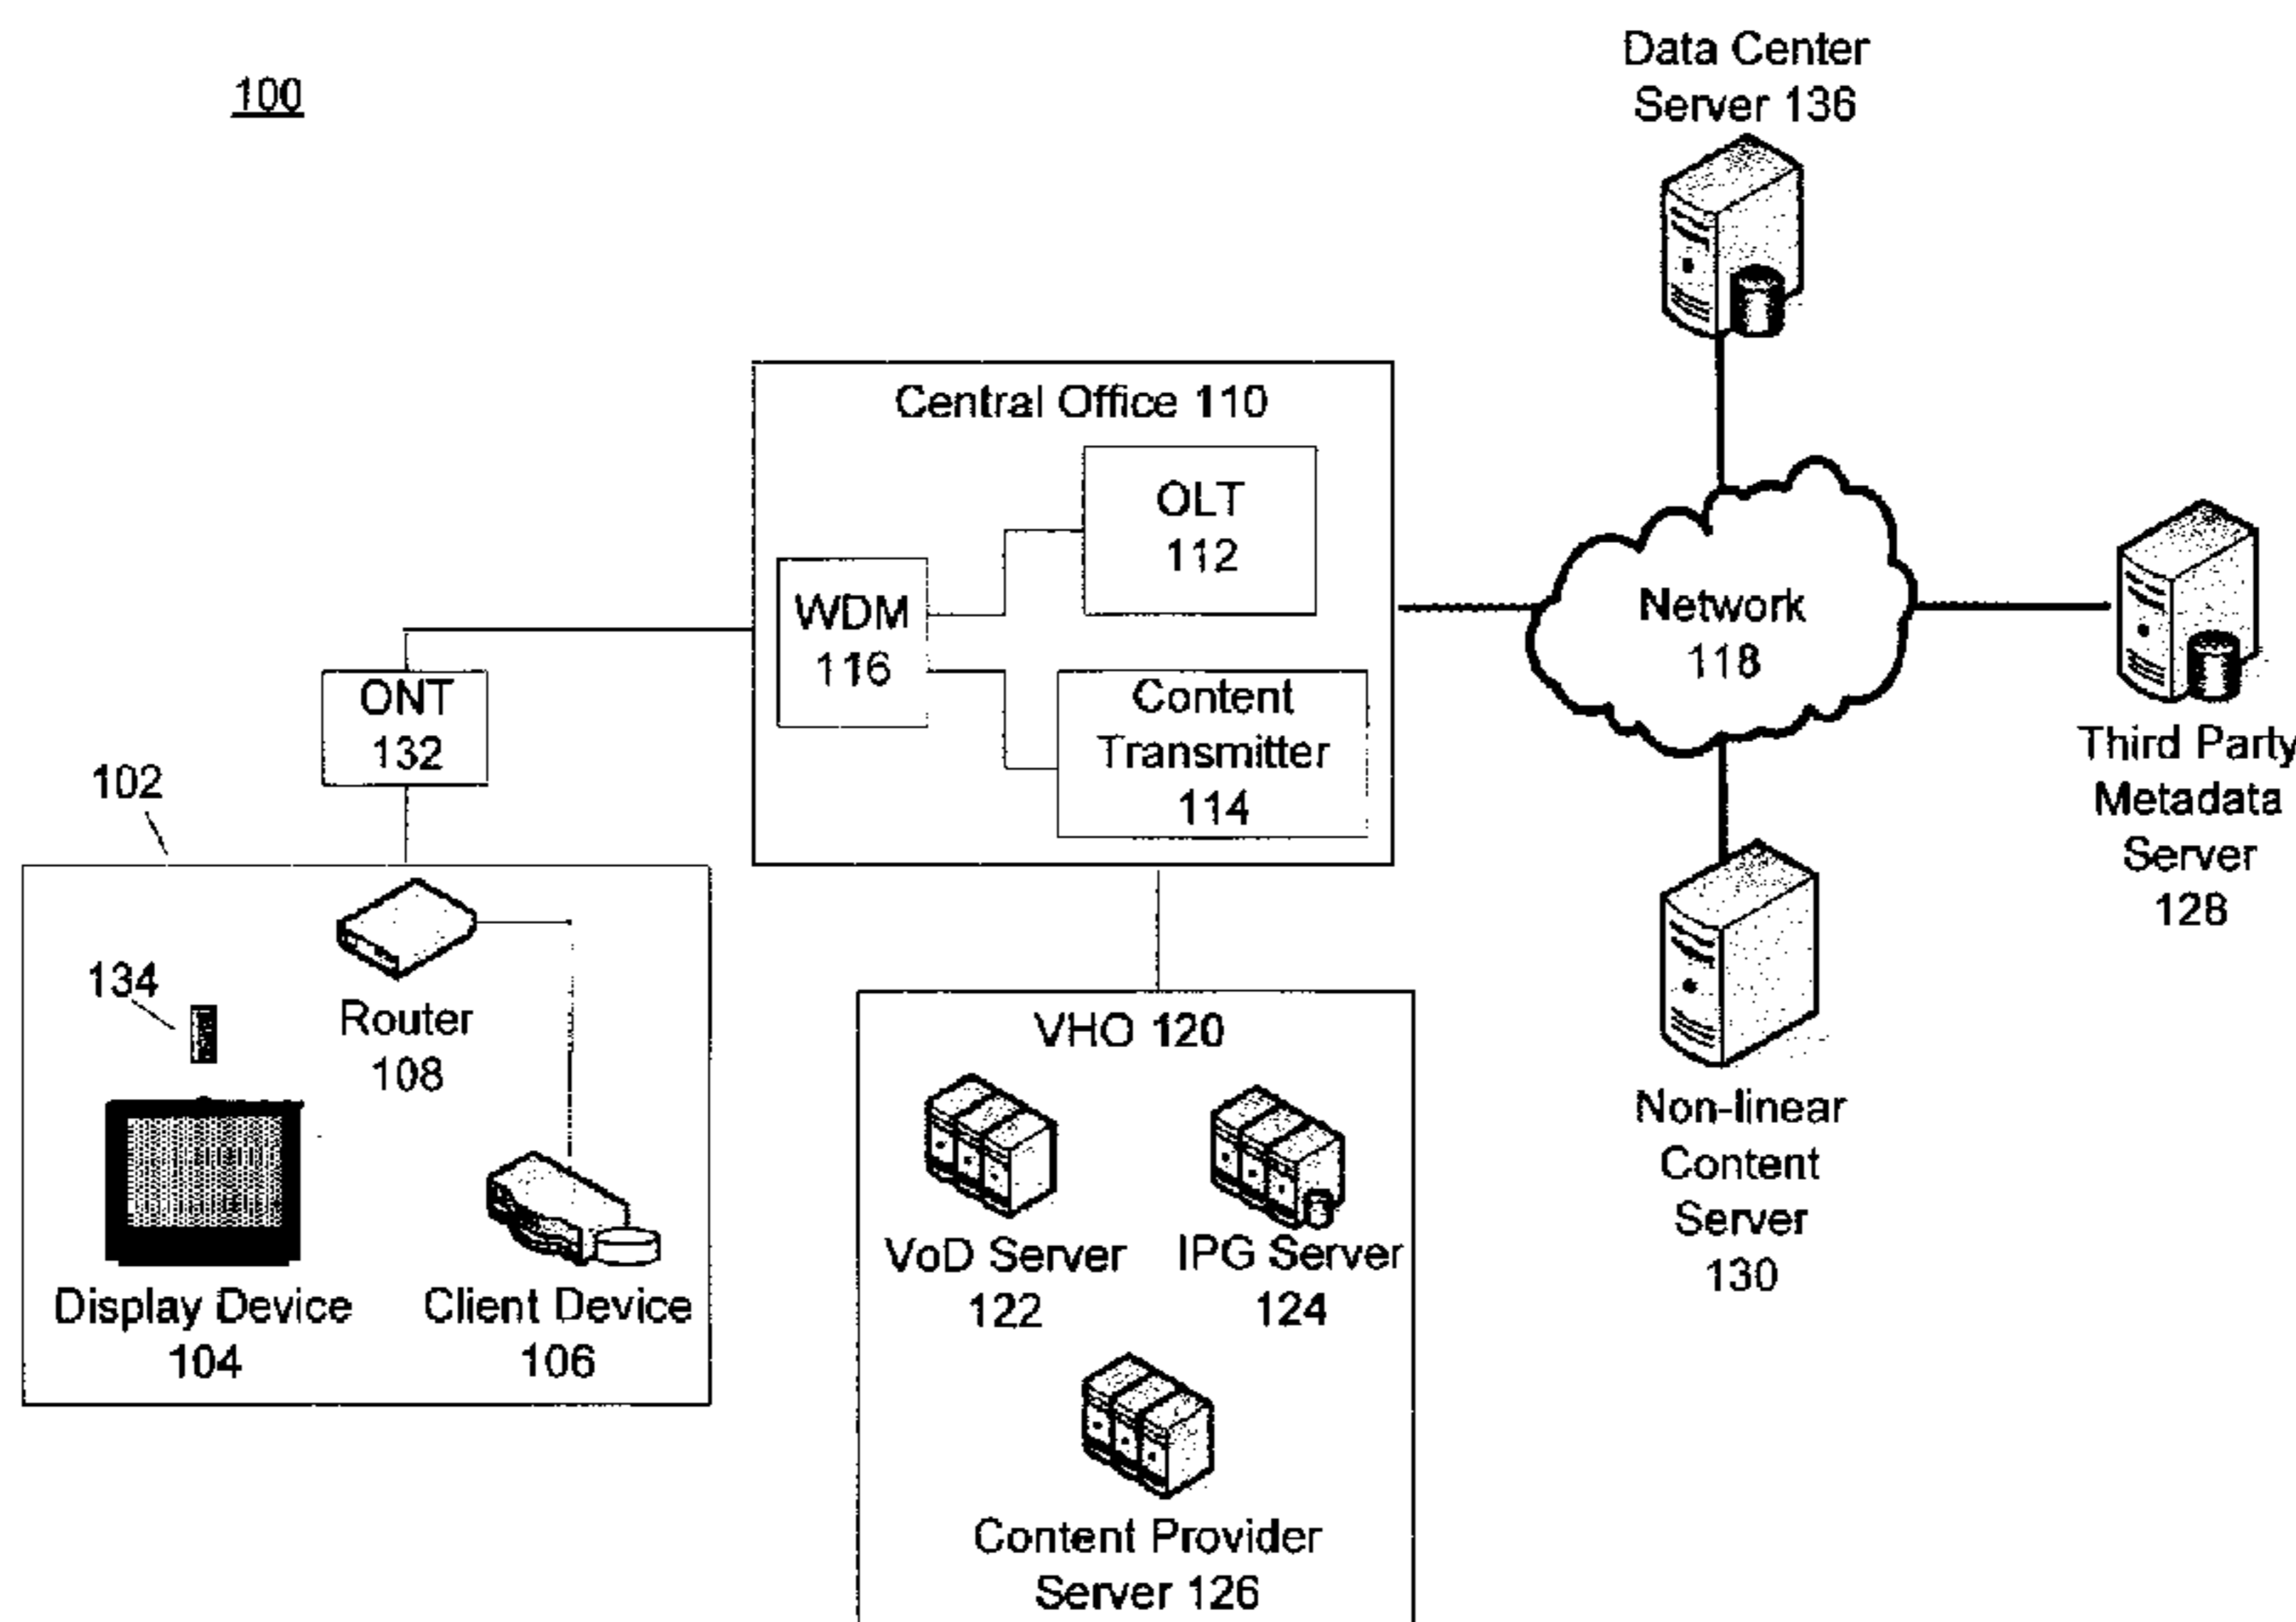 100
Data Center
Server 136
Central Office 110
OLT
112
WDM
116
Content
Transmitter
114
Network
118
Third Party
Metadata
Server
128
ONT
132
102
134
Router
108
Display Device
104
Client Device
106
VHO 120
VoD Server
122
IPG Server
124
Content Provider
Server 126
Non-linear
Content
Server
130